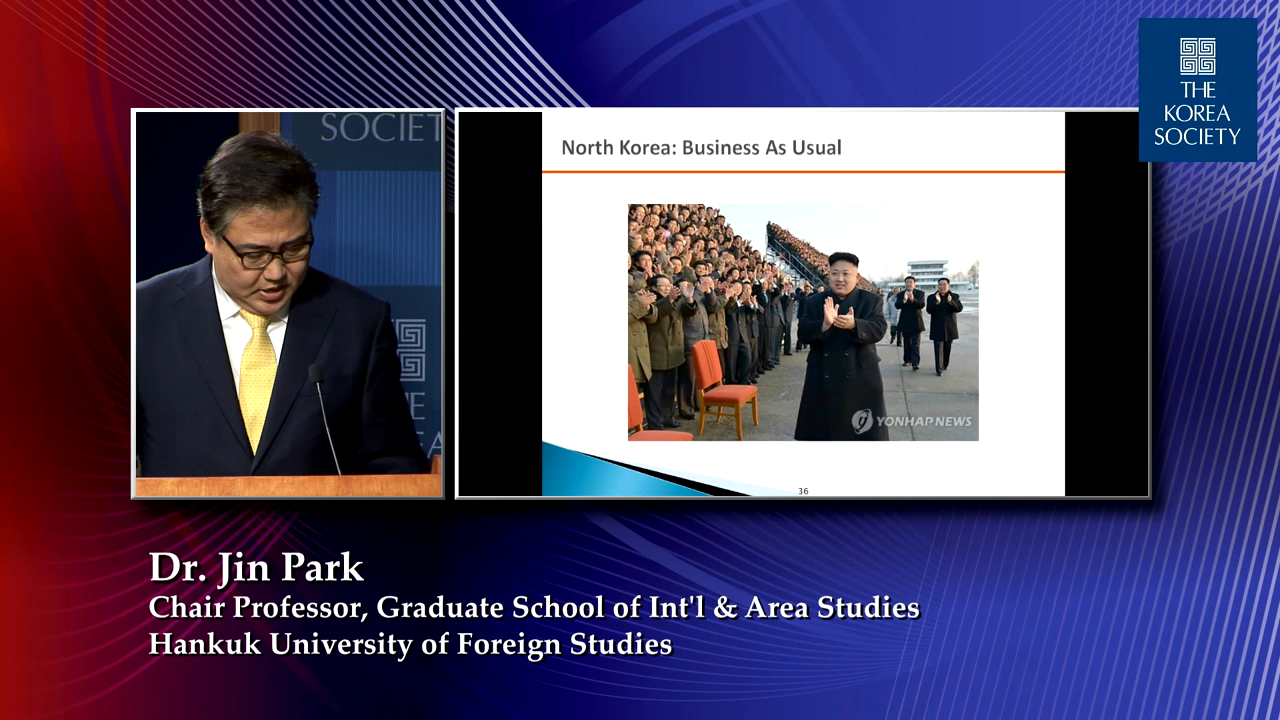 SOCIET
THE
KOREA
SOCIETY
North Korea: Business As Usual
YONHAP NEWS
36
Dr. Jin Park
Chair Professor, Graduate School of Int'l & Area Studies
Hankuk University of Foreign Studies